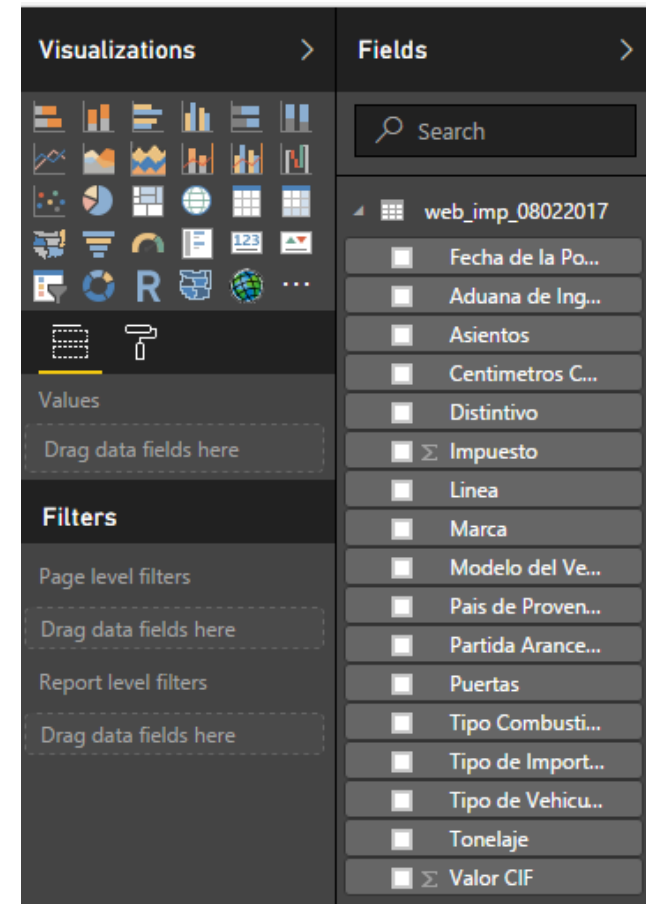 Visualizations
R
123
Values
Drag data fields here
Filters
Page level filters
Drag data fields here
Report level filters
Drag data fields here
Fields
Search
web_imp_08022017
Fecha de la Po...
Aduana de Ing...
Asientos
Centimetros C...
Distintivo
Σ Impuesto
Linea
Marca
Modelo del Ve...
Pais de Proven...
Partida Arance...
Puertas
Tipo Combusti...
Tipo de Import...
Tipo de Vehicu...
Tonelaje
Σ Valor CIF